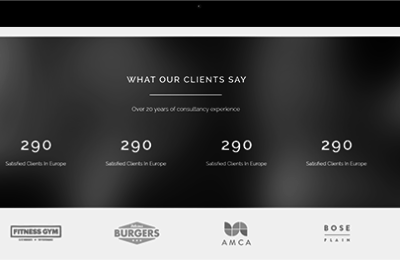 WHAT OUR CLIENTS SAY
Over 20 years of consultancy experience
290 290 290 290
Satisfied Clients In Europe Satisfied Clients In Europe Satisfied Clients In Europe Satisfied Clients In Europe
FITNESS GYM
BURGERS
AMCA
BOSE
PLAIN